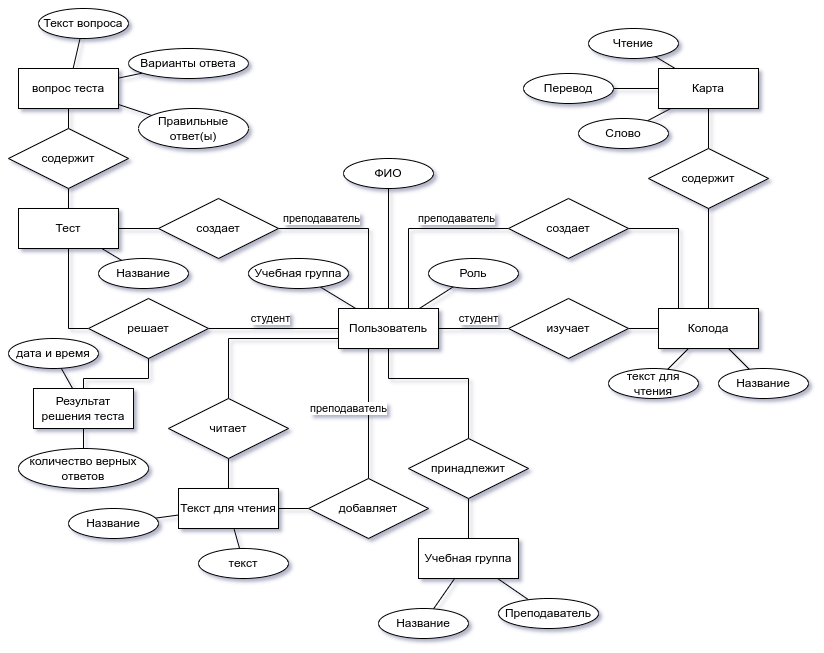 Текст вопроса
Варианты ответа
вопрос теста
Правильные
ответ(ы)
содержит
Чтение
Перевод
Карта
Слово
содержит
ФИО
Тест
создает
преподаватель
преподаватель
создает
Название
Учебная группа
Роль
решает
студент
Пользователь
студент
изучает
Колода
дата и время
текст для
чтения
Название
Результат
решения теста
преподаватель
читает
количество верных
ответов
принадлежит
Название
Текст для чтения
добавляет
текст
Учебная группа
Название
Преподаватель